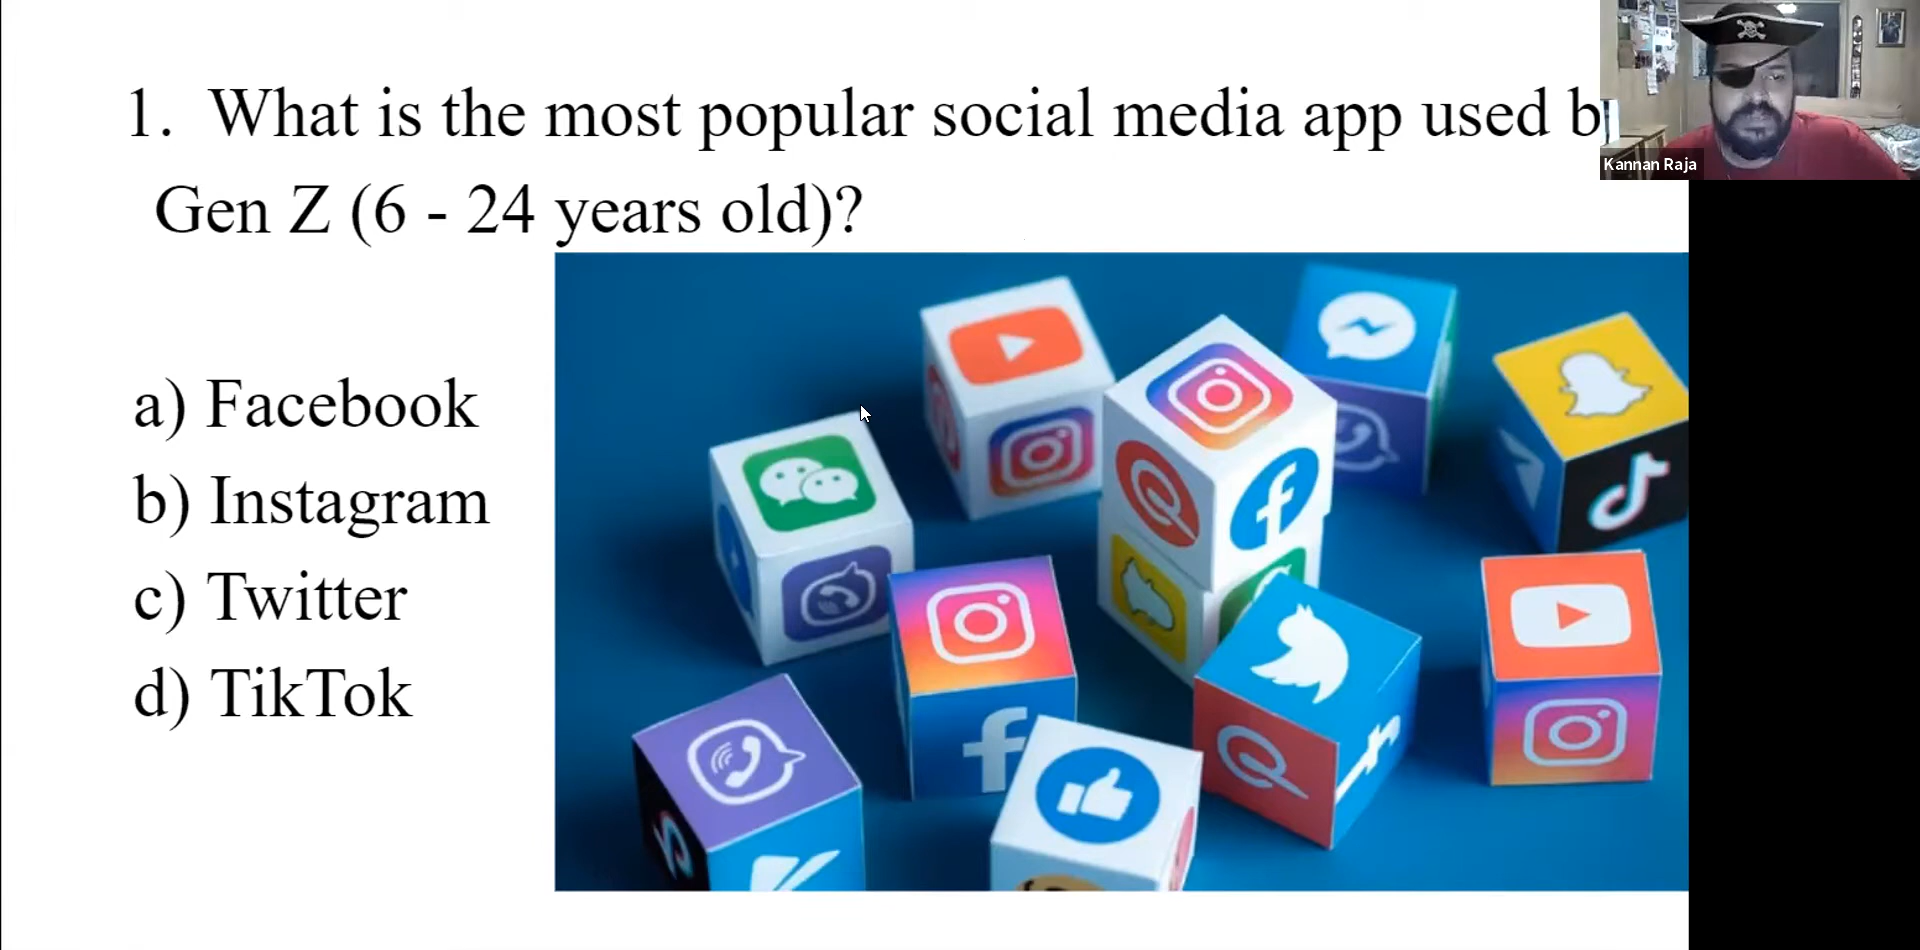 1. What is the most popular social media app used b
Gen Z (6 - 24 years old)?
a) Facebook
b) Instagram
c) Twitter
d) TikTok
Kannan Raja